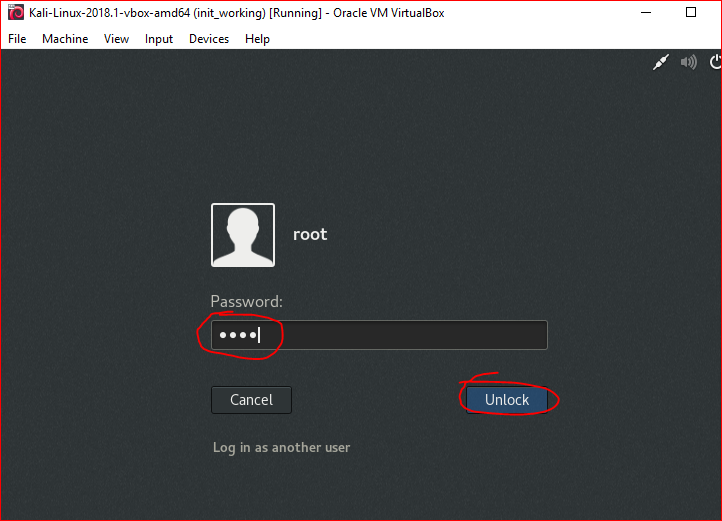 Kali-Linux-2018.1-vbox-amd64 (init_working) [Running] - Oracle VM VirtualBox
File Machine View Input Devices Help
root
Password:
••••
Cancel Unlock
Log in as another user